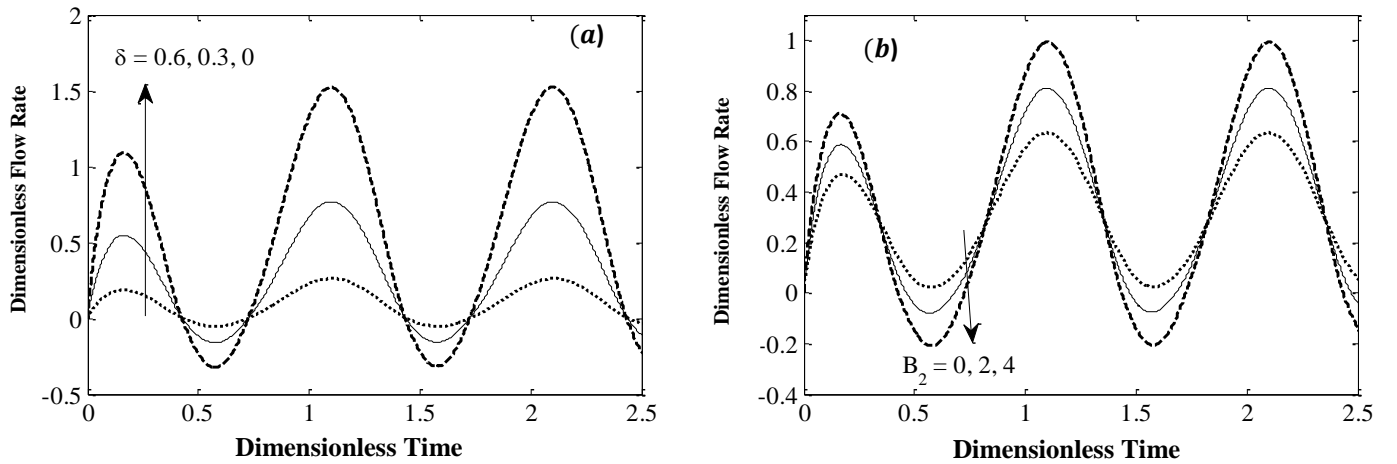 (a)
δ = 0.6, 0.3, 0
2
1.5
1
0.5
0
-0.5
0 0.5 1 1.5 2 2.5
Dimensionless Flow Rate
Dimensionless Time
(b)
B2 = 0, 2, 4
1
0.8
0.6
0.4
0.2
0
-0.2
-0.4
0 0.5 1 1.5 2 2.5
Dimensionless Flow Rate
Dimensionless Time